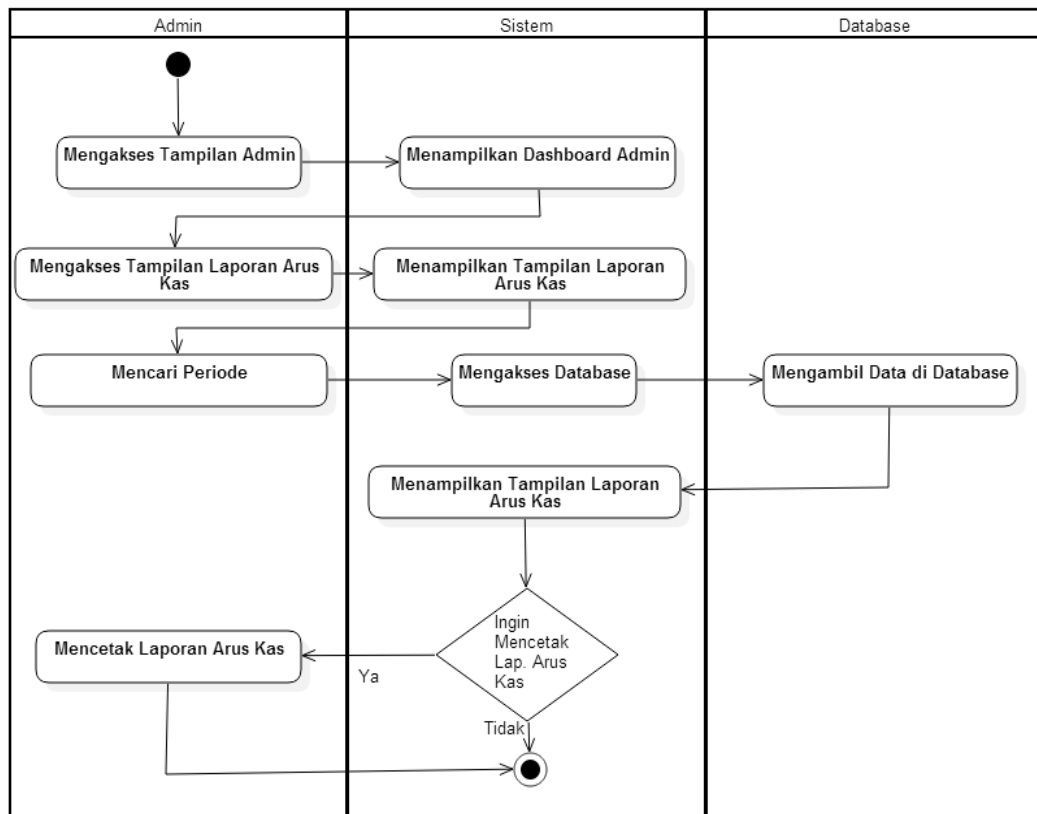 Admin
Sistem
Database
Mengakses Tampilan Admin
Menampilkan Dashboard Admin
Mengakses Tampilan Laporan Arus
Kas
Menampilkan Tampilan Laporan
Arus Kas
Mencari Periode
Mengakses Database
Mengambil Data di Database
Menampilkan Tampilan Laporan
Arus Kas
Ingin
Mencetak
Lap. Arus
Kas
Mencetak Laporan Arus Kas
Ya
Tidak